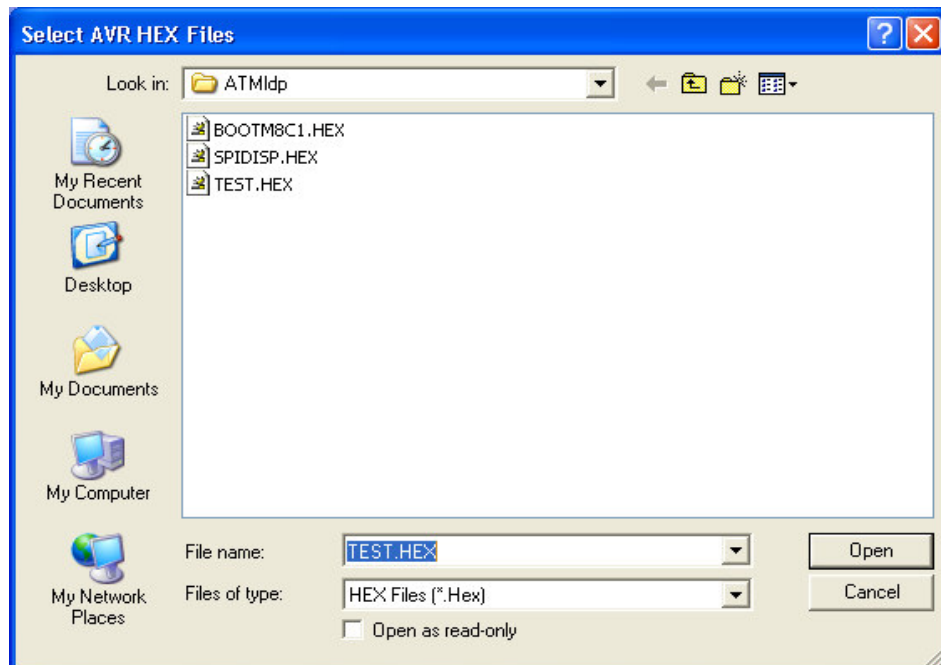 Select AVR HEX Files
Look in:
ATMldp
BOOTM8C1.HEX
SPIDISP.HEX
TEST.HEX
My Recent
Documents
Desktop
My Documents
My Computer
My Network
Places
File name:
TEST.HEX
Open
Files of type:
HEX Files (*.Hex)
Cancel
Open as read-only